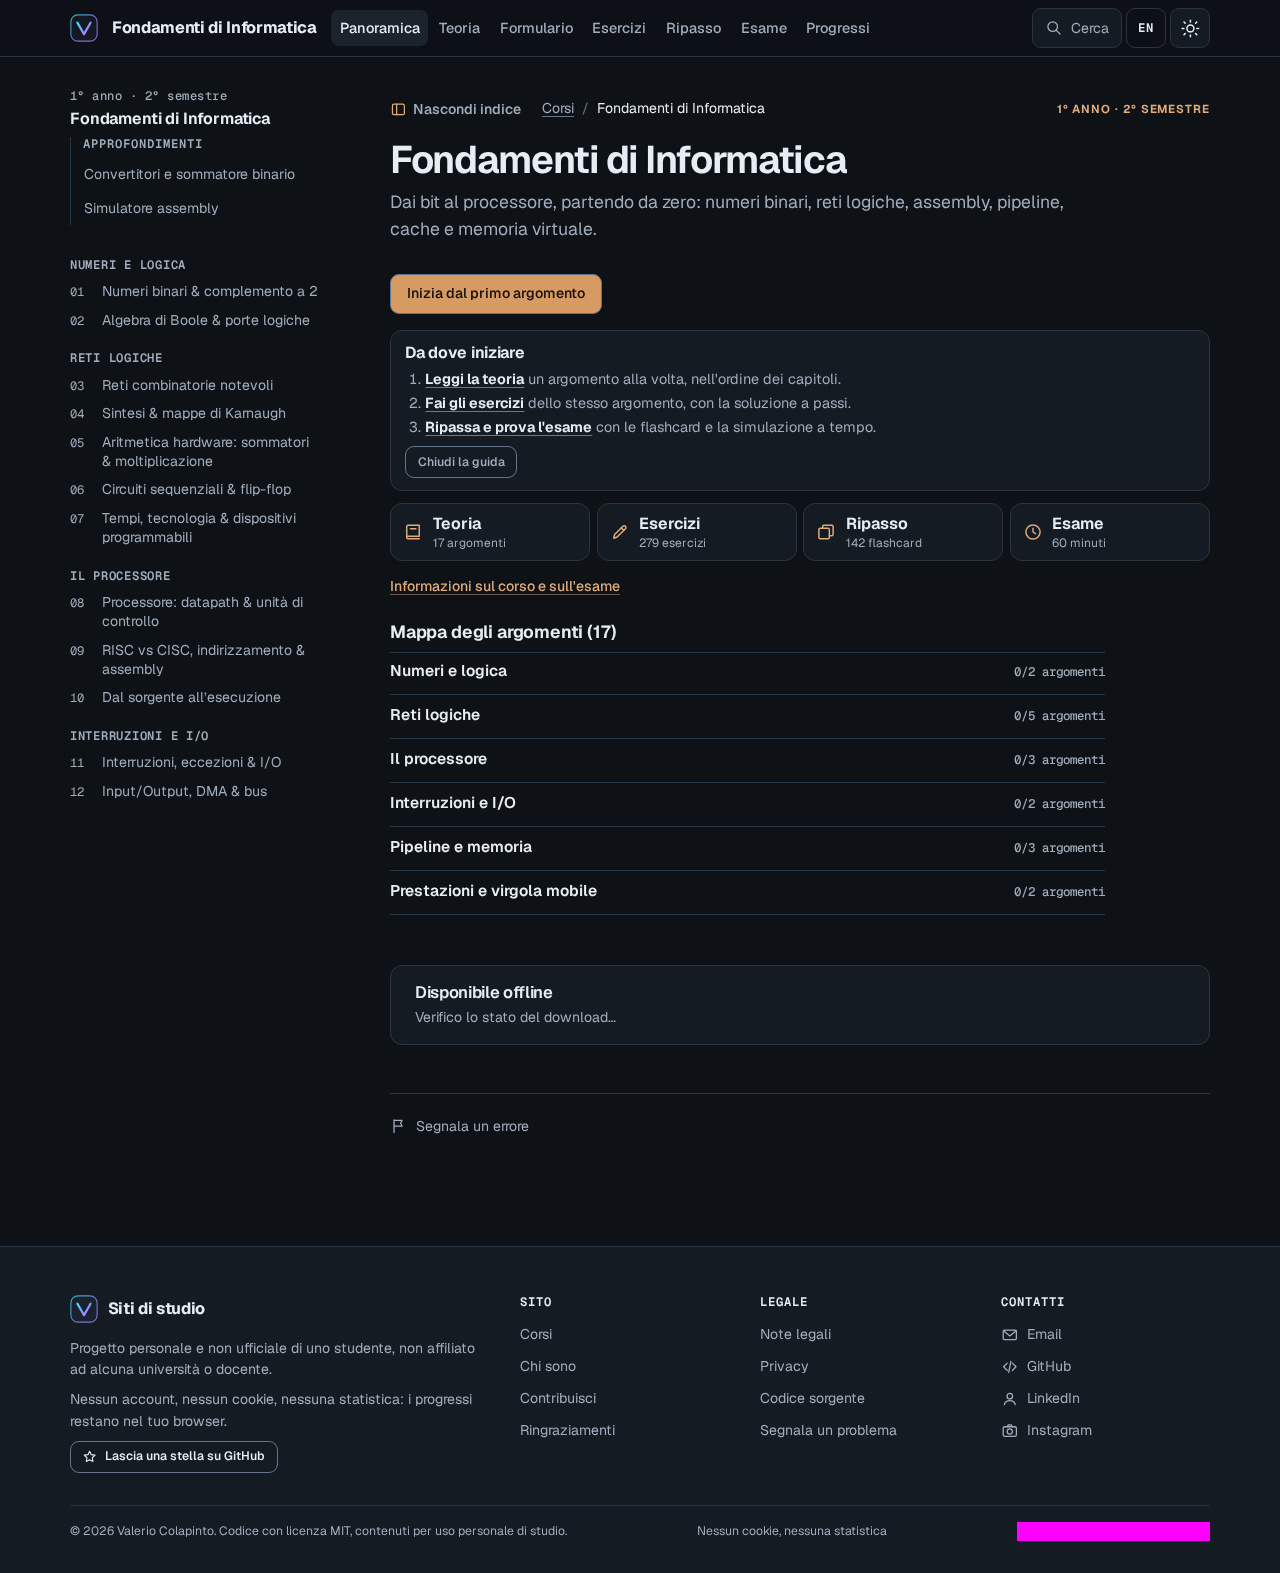 Fondamenti di Informatica
Panoramica
Teoria
Formulario
Esercizi
Ripasso
Esame
Progressi
Cerca
EN
1º anno · 2º semestre
Fondamenti di Informatica
APPROFONDIMENTI
Convertitori e sommatore binario
Simulatore assembly
NUMERI E LOGICA
01 Numeri binari & complemento a 2
02 Algebra di Boole & porte logiche
RETI LOGICHE
03 Reti combinatorie notevoli
04 Sintesi & mappe di Karnaugh
05 Aritmetica hardware: sommatori
& moltiplicazione
06 Circuiti sequenziali & flip-flop
07 Tempi, tecnologia & dispositivi
programmabili
IL PROCESSORE
08 Processore: datapath & unità di
controllo
09 RISC vs CISC, indirizzamento &
assembly
10 Dal sorgente all'esecuzione
INTERRUZIONI E I/O
11 Interruzioni, eccezioni & I/O
12 Input/Output, DMA & bus
Nascondi indice
Corsi / Fondamenti di Informatica
1º ANNO · 2º SEMESTRE
Fondamenti di Informatica
Dai bit al processore, partendo da zero: numeri binari, reti logiche, assembly, pipeline,
cache e memoria virtuale.
Inizia dal primo argomento
Da dove iniziare
1. Leggi la teoria un argomento alla volta, nell'ordine dei capitoli.
2. Fai gli esercizi dello stesso argomento, con la soluzione a passi.
3. Ripassa e prova l'esame con le flashcard e la simulazione a tempo.
Chiudi la guida
Teoria
17 argomenti
Esercizi
279 esercizi
Ripasso
142 flashcard
Esame
60 minuti
Informazioni sul corso e sull'esame
Mappa degli argomenti (17)
Numeri e logica 0/2 argomenti
Reti logiche 0/5 argomenti
Il processore 0/3 argomenti
Interruzioni e I/O 0/2 argomenti
Pipeline e memoria 0/3 argomenti
Prestazioni e virgola mobile 0/2 argomenti
Disponibile offline
Verifico lo stato del download…
Segnala un errore
Siti di studio
Progetto personale e non ufficiale di uno studente, non affiliato
ad alcuna università o docente.
Nessun account, nessun cookie, nessuna statistica: i progressi
restano nel tuo browser.
Lascia una stella su GitHub
SITO
Corsi
Chi sono
Contribuisci
Ringraziamenti
LEGALE
Note legali
Privacy
Codice sorgente
Segnala un problema
CONTATTI
Email
GitHub
LinkedIn
Instagram
© 2026 Valerio Colapinto. Codice con licenza MIT, contenuti per uso personale di studio.
Nessun cookie, nessuna statistica